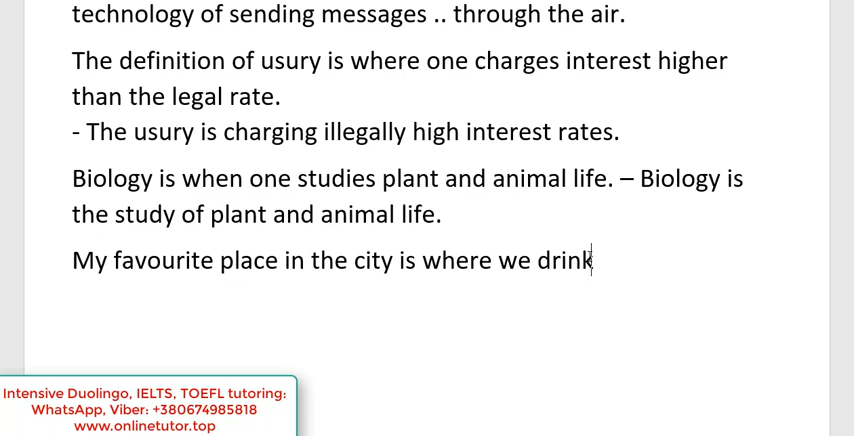 technology of sending messages .. through the air.
The definition of usury is where one charges interest higher
than the legal rate.
- The usury is charging illegally high interest rates.
Biology is when one studies plant and animal life. – Biology is
the study of plant and animal life.
My favourite place in the city is where we drink
Intensive Duolingo, IELTS, TOEFL tutoring:
WhatsApp, Viber: +380674985818
www.onlinetutor.top